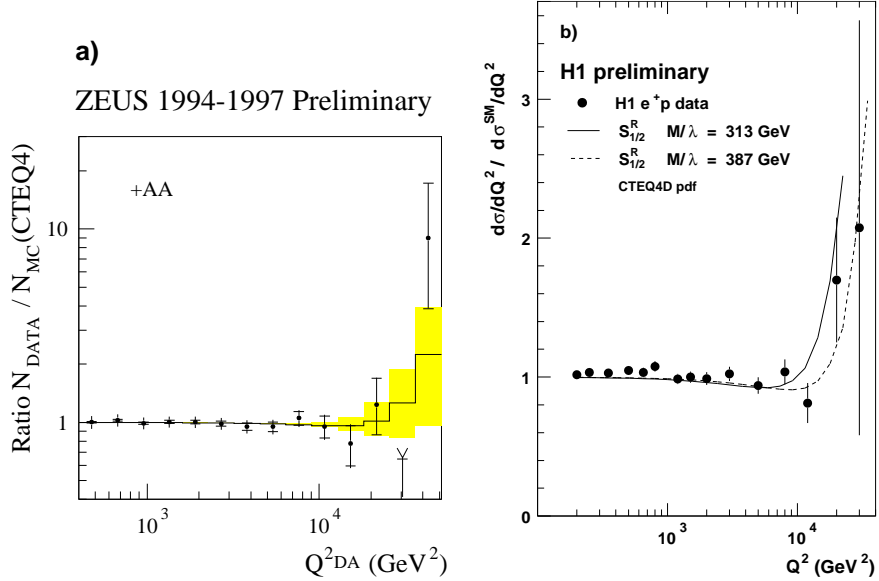 a)
ZEUS 1994-1997 Preliminary
+AA
Ratio N_DATA / N_MC(CTEQ4)
10
1
10^3
10^4
Q^2 DA (GeV^2)
b)
H1 preliminary
H1 e^+p data
S^R_1/2 M/λ = 313 GeV
S^R_1/2 M/λ = 387 GeV
CTEQ4D pdf
dσ/dQ^2 / dσ^SM/dQ^2
3
2
1
0
10^3
10^4
Q^2 (GeV^2)